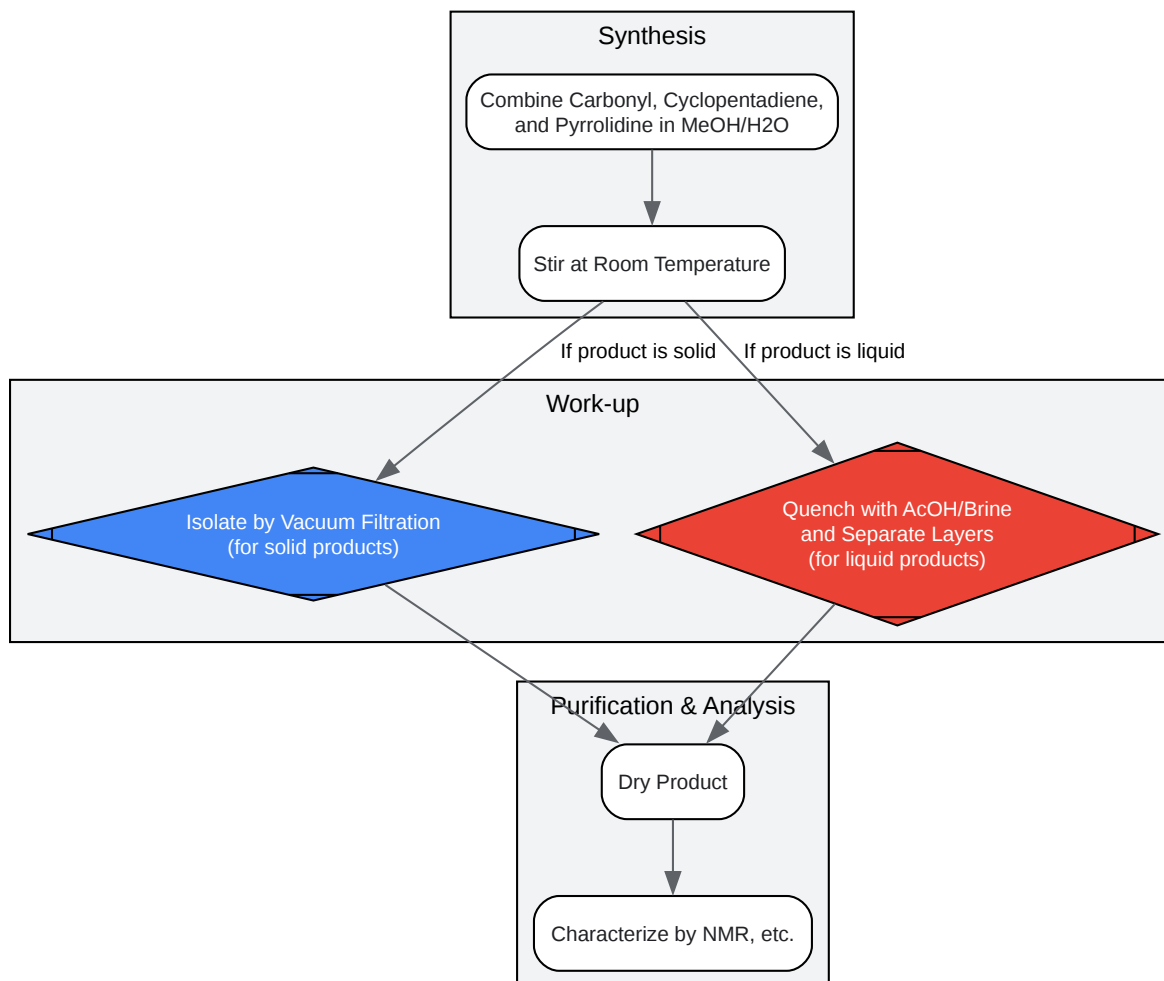 Synthesis
Combine Carbonyl, Cyclopentadiene,
and Pyrrolidine in MeOH/H2O
Stir at Room Temperature
If product is solid
If product is liquid
Work-up
Isolate by Vacuum Filtration
(for solid products)
Quench with AcOH/Brine
and Separate Layers
(for liquid products)
Purification & Analysis
Dry Product
Characterize by NMR, etc.